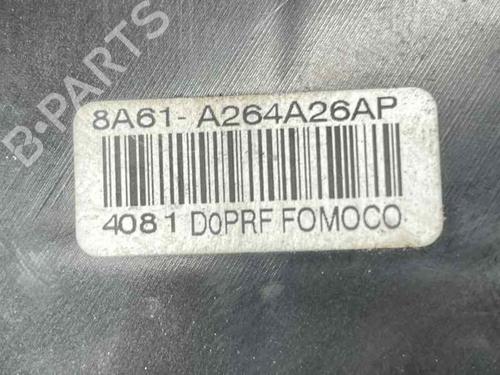 B-PARTS
8A61- A264A26AP
4081 D0PRF FOMOCO